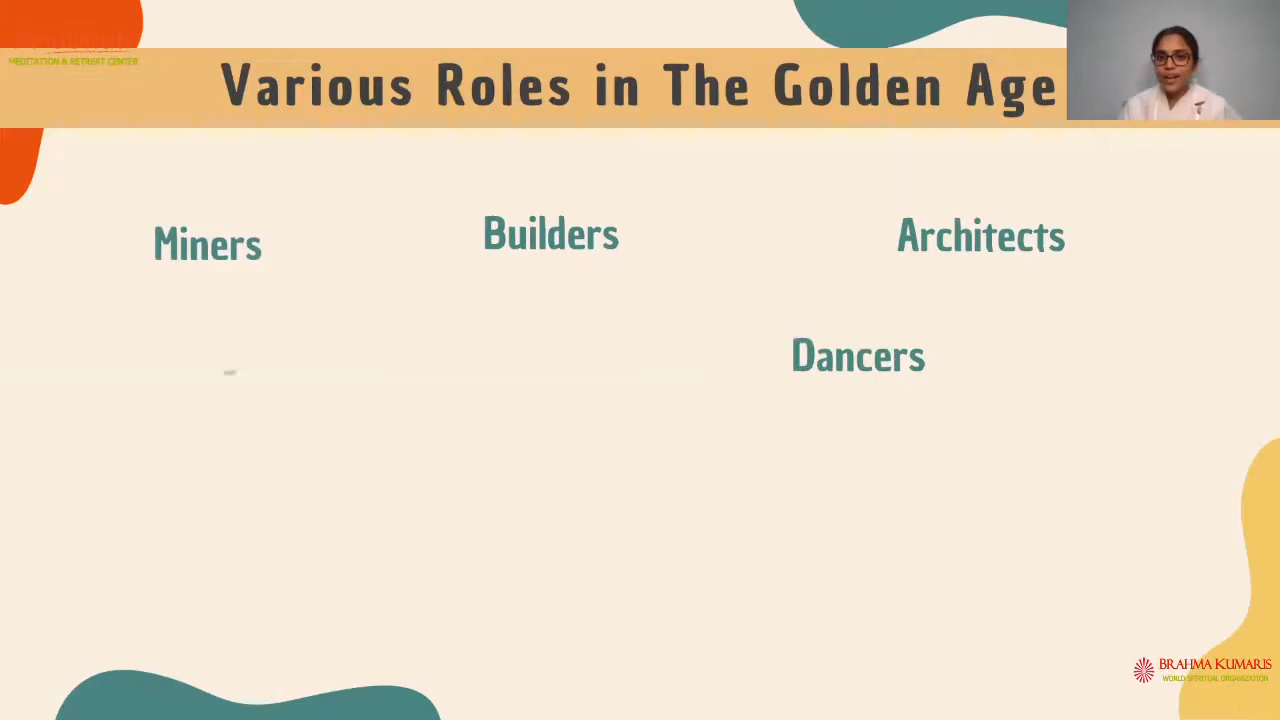 MEDITATION & RETREAT CENTER
Various Roles in The Golden Age
Miners
Builders
Architects
Dancers
BRAHMA KUMARIS
WORLD SPIRITUAL ORGANIZATION